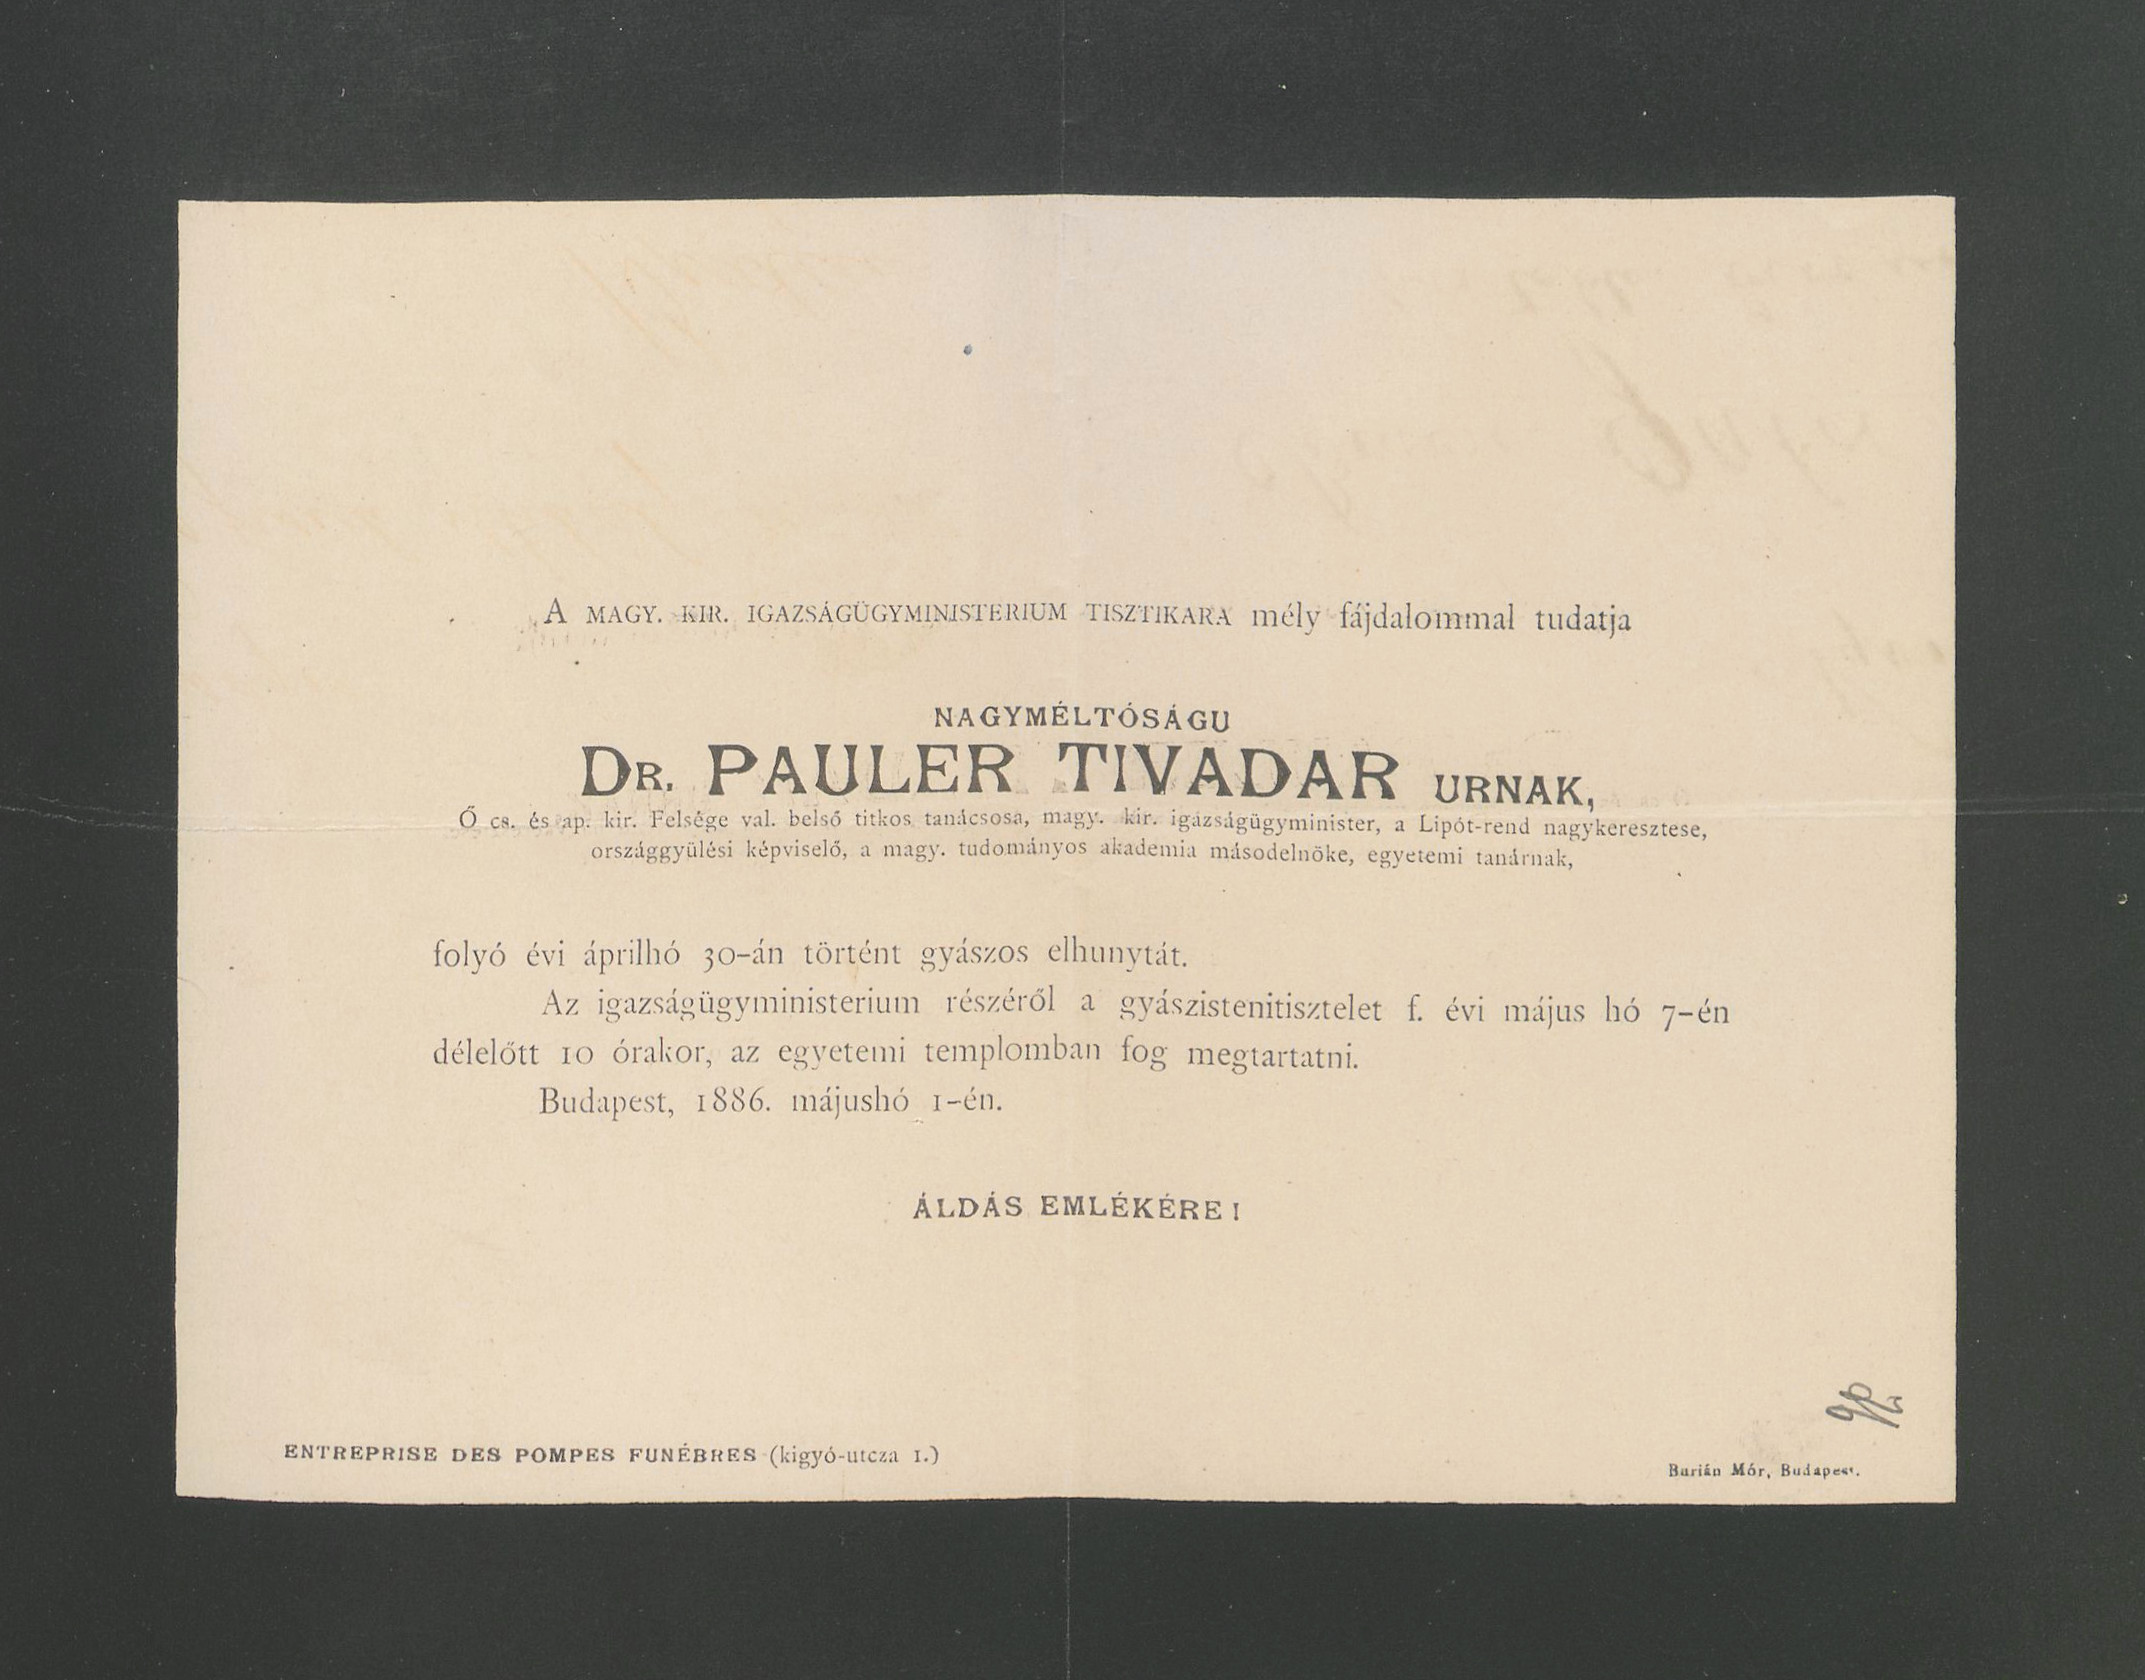 A MAGY. KIR. IGAZSÁGÜGYMINISTERIUM TISZTIKARA mély fájdalommal tudatja
NAGYMÉLTÓSÁGU
DR. PAULER TIVADAR URNAK,
Ő cs. és ap. kir. Felsége val. belső titkos tanácsosa, magy. kir. igazságügyminister, a Lipót-rend nagykeresztese,
országgyülési képviselő, a magy. tudományos akademia másodelnöke, egyetemi tanárnak,
folyó évi áprilhó 30-án történt gyászos elhunytát.
Az igazságügyministerium részéről a gyászistenitisztelet f. évi május hó 7-én
délelőtt 10 órakor, az egyetemi templomban fog megtartatni.
Budapest, 1886. májushó 1-én.
ÁLDÁS EMLÉKÉRE!
ENTREPRISE DES POMPES FUNÉBRES (kigyó-utcza 1.)
Burián Mór, Budapest.